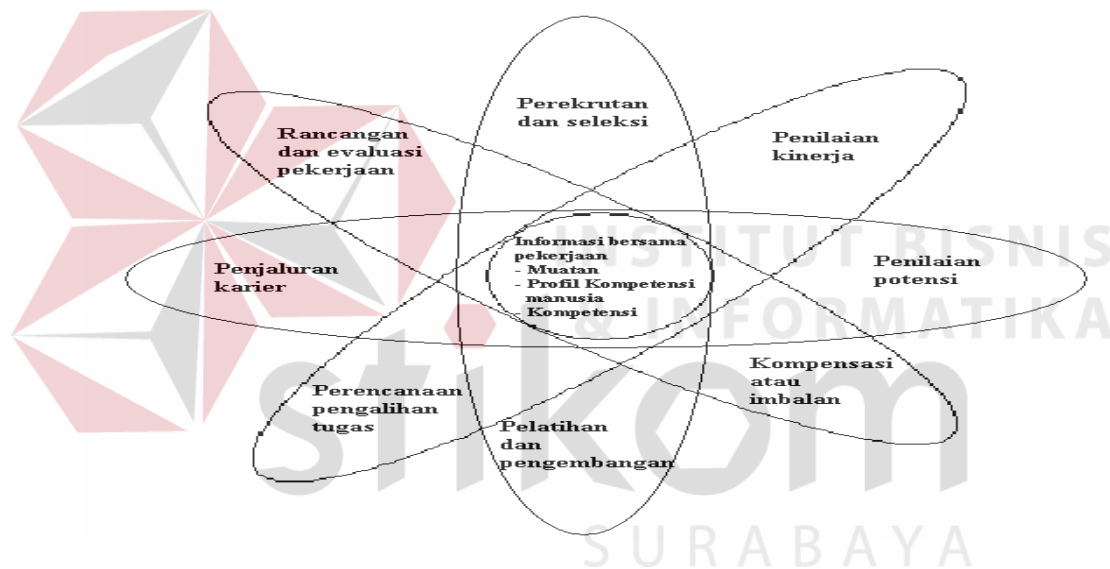 Perekrutan
dan seleksi
Rancangan
dan evaluasi
pekerjaan
Penilaian
kinerja
Informasi bersama
pekerjaan
- Muatan
- Profil Kompetensi
manusia
- Kompetensi
Penjaluran
karier
Penilaian
potensi
Kompensasi
atau
imbalan
Perencanaan
pengalihan
tugas
Pelatihan
dan
pengembangan
INSTITUT BISNIS
& INFORMATIKA
stikom
SURABAYA